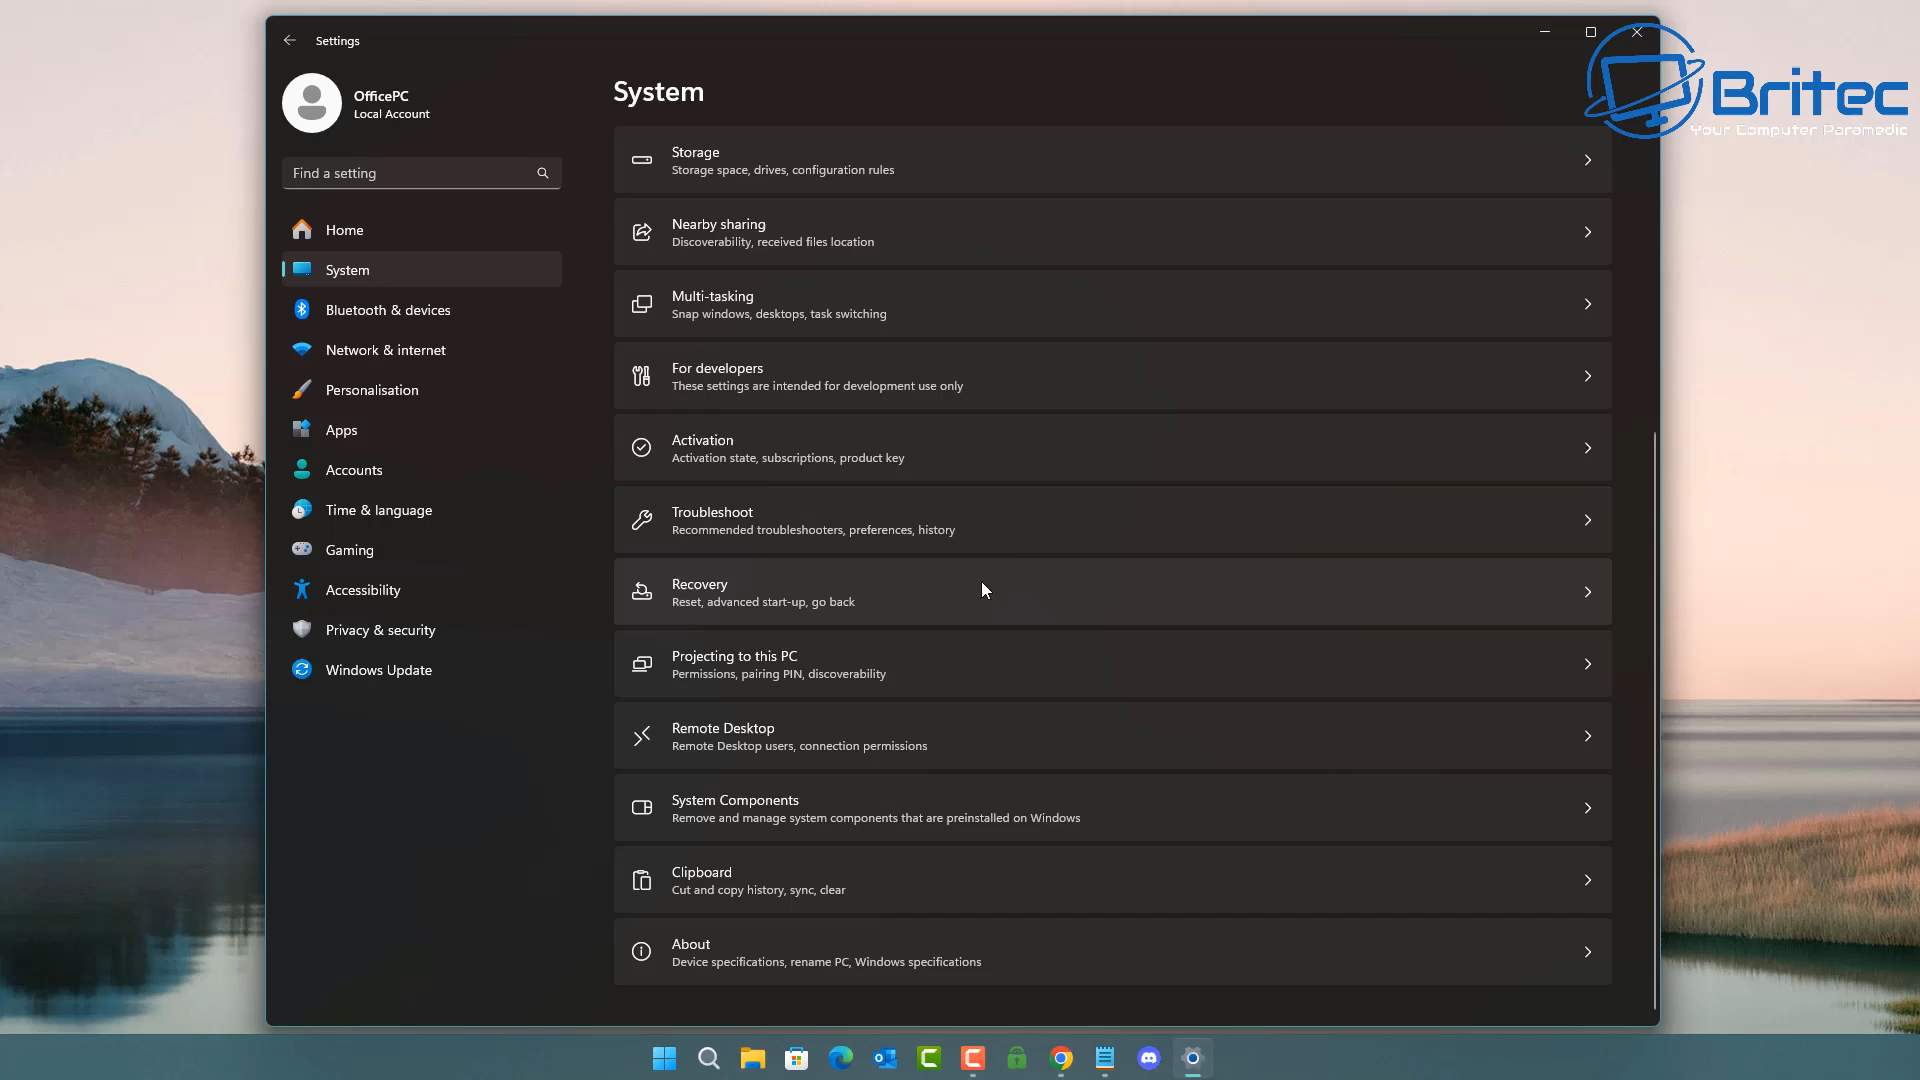 Settings
OfficePC
Local Account
Find a setting
Home
System
Bluetooth & devices
Network & internet
Personalisation
Apps
Accounts
Time & language
Gaming
Accessibility
Privacy & security
Windows Update
System
Storage
Storage space, drives, configuration rules
Nearby sharing
Discoverability, received files location
Multi-tasking
Snap windows, desktops, task switching
For developers
These settings are intended for development use only
Activation
Activation state, subscriptions, product key
Troubleshoot
Recommended troubleshooters, preferences, history
Recovery
Reset, advanced start-up, go back
Projecting to this PC
Permissions, pairing PIN, discoverability
Remote Desktop
Remote Desktop users, connection permissions
System Components
Remove and manage system components that are preinstalled on Windows
Clipboard
Cut and copy history, sync, clear
About
Device specifications, rename PC, Windows specifications
Britec
Your Computer Paramedic